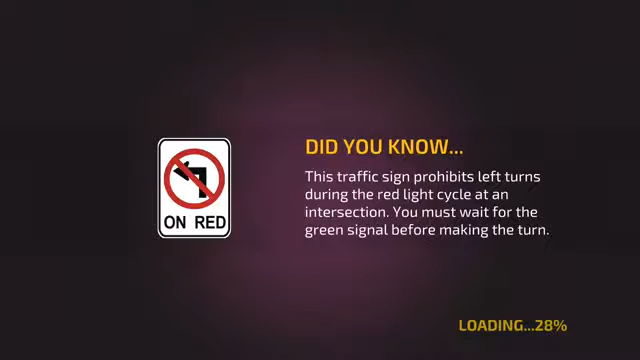 DID YOU KNOW...
This traffic sign prohibits left turns
during the red light cycle at an
intersection. You must wait for the
green signal before making the turn.
ON RED
LOADING...28%